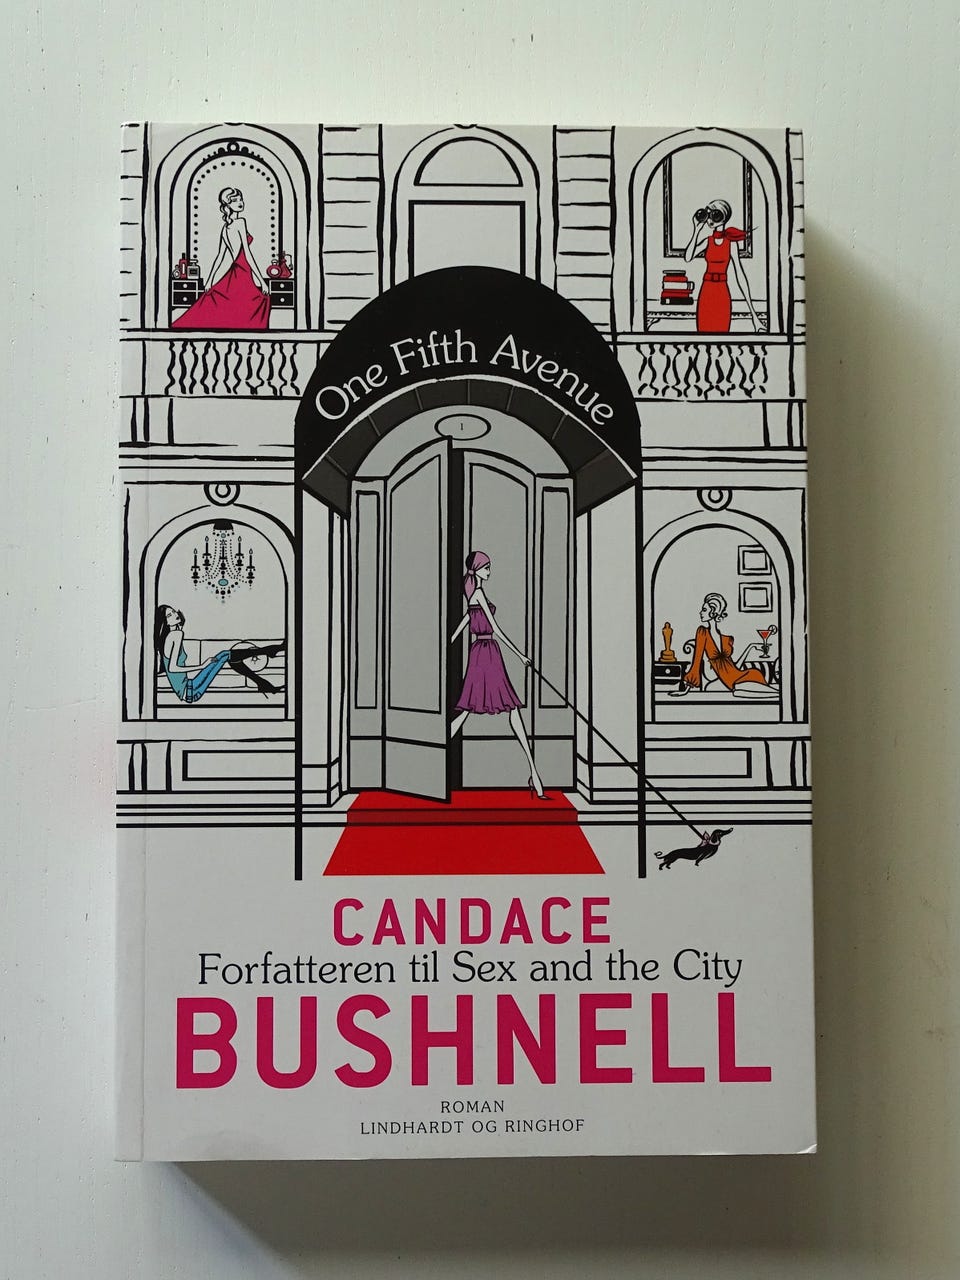 One Fifth Avenue
1
CANDACE
Forfatteren til Sex and the City
BUSHNELL
ROMAN
LINDHARDT OG RINGHOF